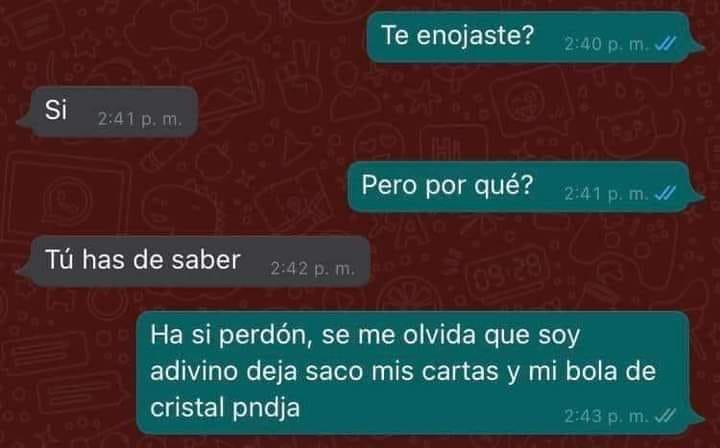 Te enojaste? 2:40 p. m.
Si 2:41 p. m.
Pero por qué? 2:41 p. m.
Tú has de saber 2:42 p. m.
Ha si perdón, se me olvida que soy
adivino deja saco mis cartas y mi bola de
cristal pndja 2:43 p. m.